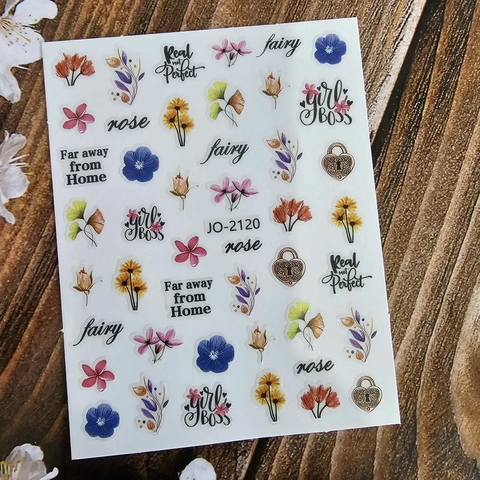 Real
not
Perfect
fairy
girl
BOSS
rose
Far away
from
Home
fairy
girl
BOSS
JO-2120
rose
Real
not
Perfect
Far away
from
Home
fairy
rose
girl
BOSS